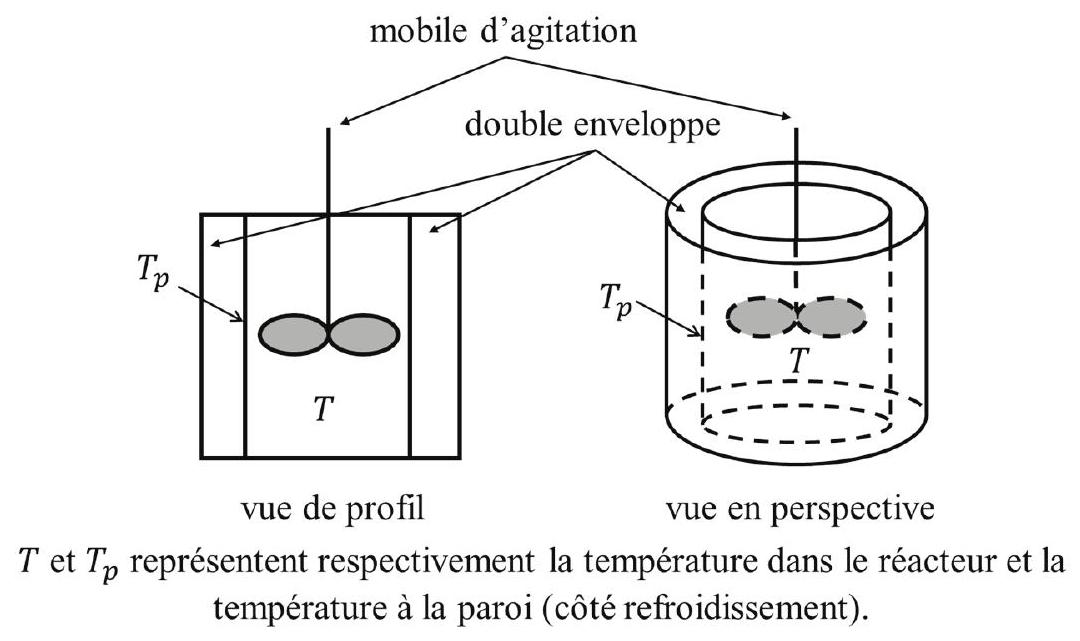 mobile d’agitation
double enveloppe
T_p
T_p
T
T
vue de profil
vue en perspective
T et T_p représentent respectivement la température dans le réacteur et la
température à la paroi (côté refroidissement).